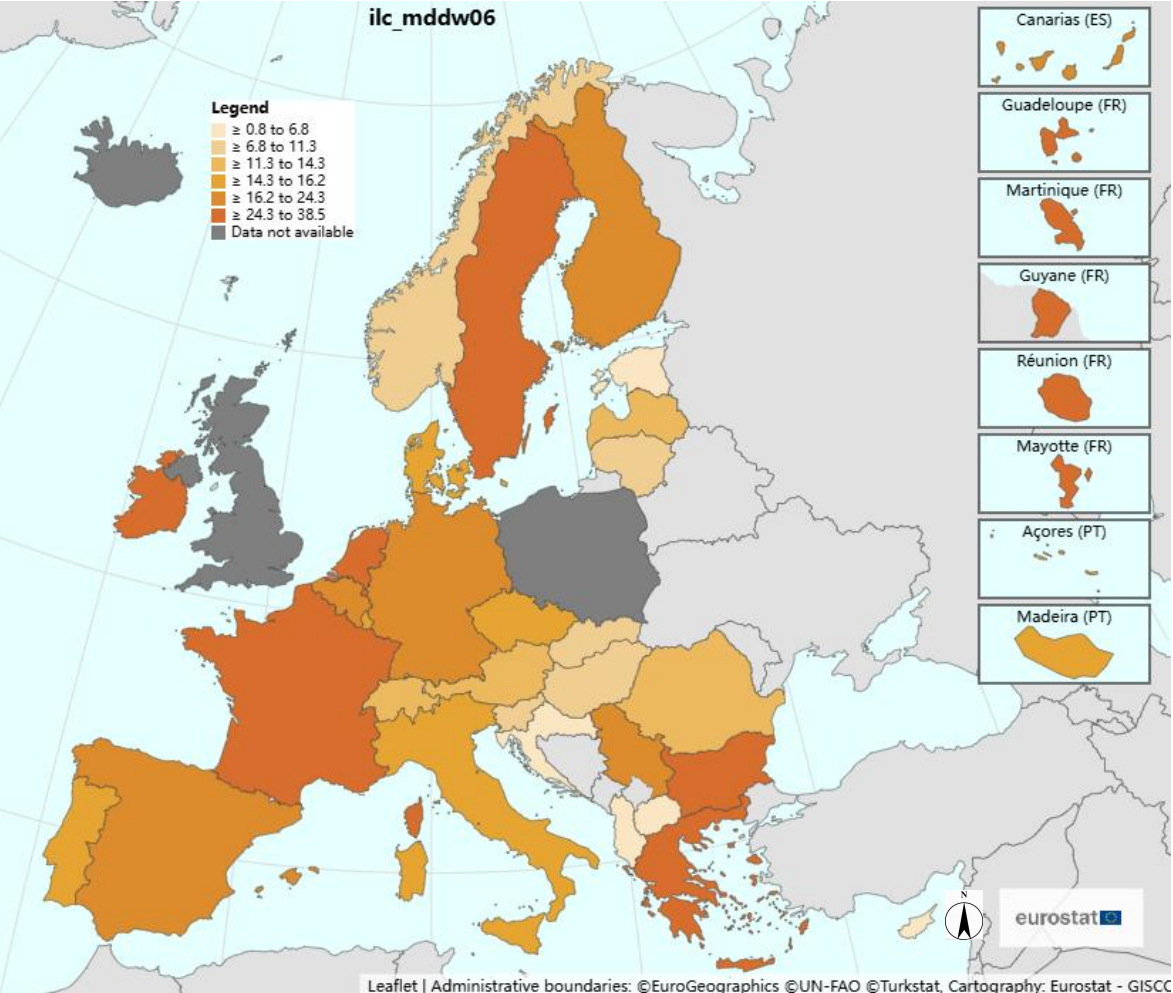 ilc_mddw06
Legend
≥ 0.8 to 6.8
≥ 6.8 to 11.3
≥ 11.3 to 14.3
≥ 14.3 to 16.2
≥ 16.2 to 24.3
≥ 24.3 to 38.5
Data not available
Canarias (ES)
Guadeloupe (FR)
Martinique (FR)
Guyane (FR)
Réunion (FR)
Mayotte (FR)
Açores (PT)
Madeira (PT)
N
eurostat
Leaflet | Administrative boundaries: ©EuroGeographics ©UN-FAO ©Turkstat, Cartography: Eurostat - GISCO